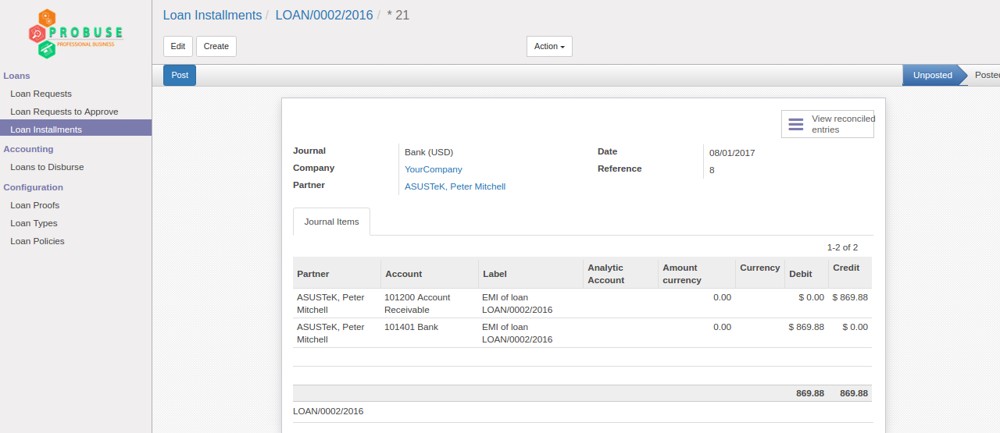 PROBUSE
PROFESSIONAL BUSINESS
Loans
Loan Requests
Loan Requests to Approve
Loan Installments
Accounting
Loans to Disburse
Configuration
Loan Proofs
Loan Types
Loan Policies
Loan Installments / LOAN/0002/2016 / * 21
Edit Create Action
Post Unposted Posted
View reconciled
entries
Journal Bank (USD) Date 08/01/2017
Company YourCompany Reference 8
Partner ASUSTeK, Peter Mitchell
Journal Items
1-2 of 2
Partner Account Label Analytic Account Amount currency Currency Debit Credit
ASUSTeK, Peter 101200 Account EMI of loan 0.00 $ 0.00 $ 869.88
Mitchell Receivable LOAN/0002/2016
ASUSTeK, Peter 101401 Bank EMI of loan 0.00 $ 869.88 $ 0.00
Mitchell LOAN/0002/2016
869.88 869.88
LOAN/0002/2016